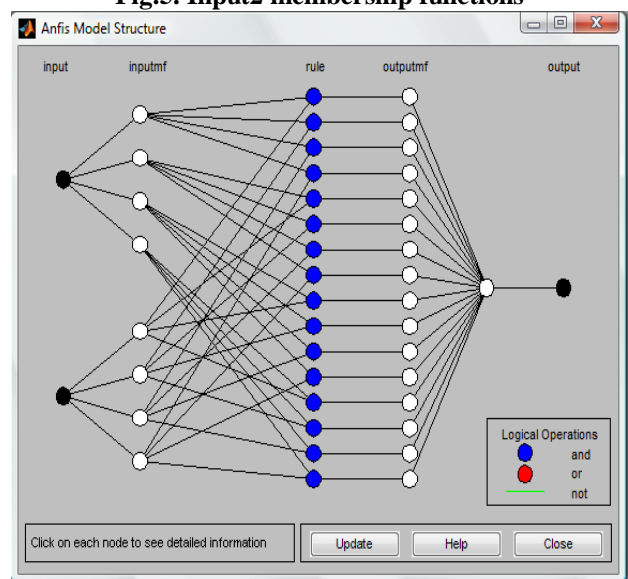 Fig.5. Input2 membership functions
Anfis Model Structure
input inputmf rule outputmf output
Logical Operations
and
or
not
Click on each node to see detailed information
Update Help Close